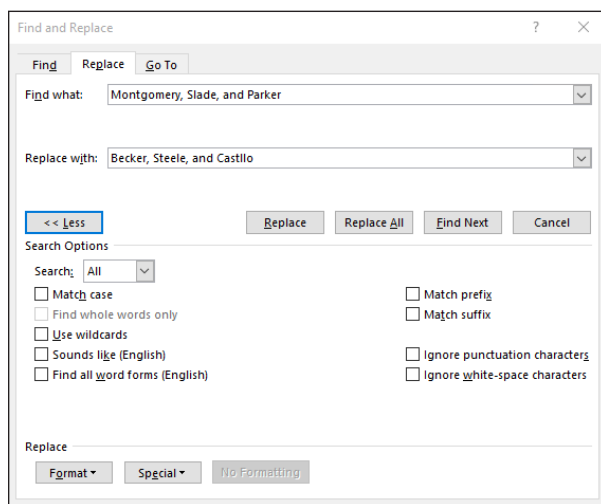 Find and Replace ?
Find Replace Go To
Find what: Montgomery, Slade, and Parker
Replace with: Becker, Steele, and Castllo
<< Less Replace Replace All Find Next Cancel
Search Options
Search: All
Match case Match prefix
Find whole words only Match suffix
Use wildcards
Sounds like (English) Ignore punctuation characters
Find all word forms (English) Ignore white-space characters
Replace
Format Special No Formatting